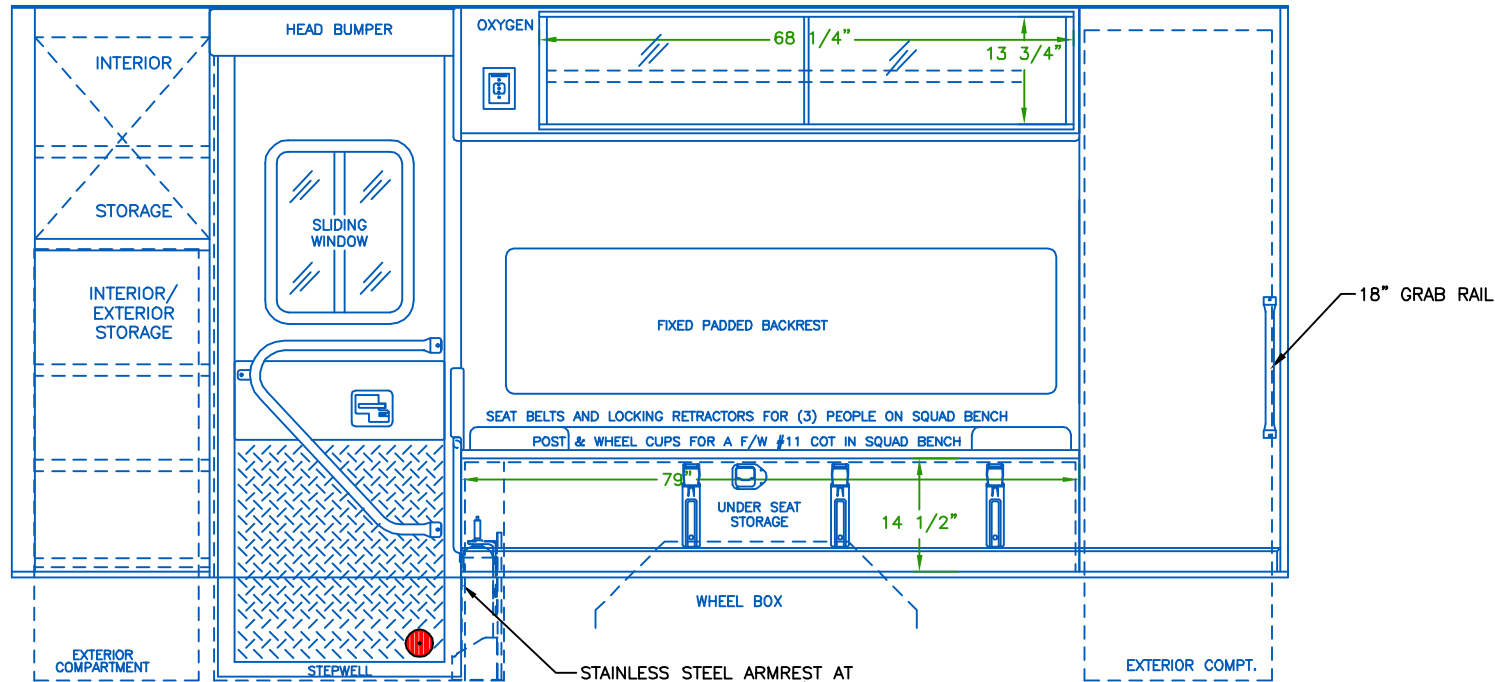 HEAD BUMPER
OXYGEN
68 1/4”
13 3/4”
INTERIOR
STORAGE
SLIDING
WINDOW
INTERIOR/
EXTERIOR
STORAGE
18” GRAB RAIL
FIXED PADDED BACKREST
SEAT BELTS AND LOCKING RETRACTORS FOR (3) PEOPLE ON SQUAD BENCH
POST & WHEEL CUPS FOR A F/W #11 COT IN SQUAD BENCH
79”
UNDER SEAT
STORAGE
14 1/2”
WHEEL BOX
EXTERIOR
COMPARTMENT
STEPWELL
STAINLESS STEEL ARMREST AT
EXTERIOR COMPT.